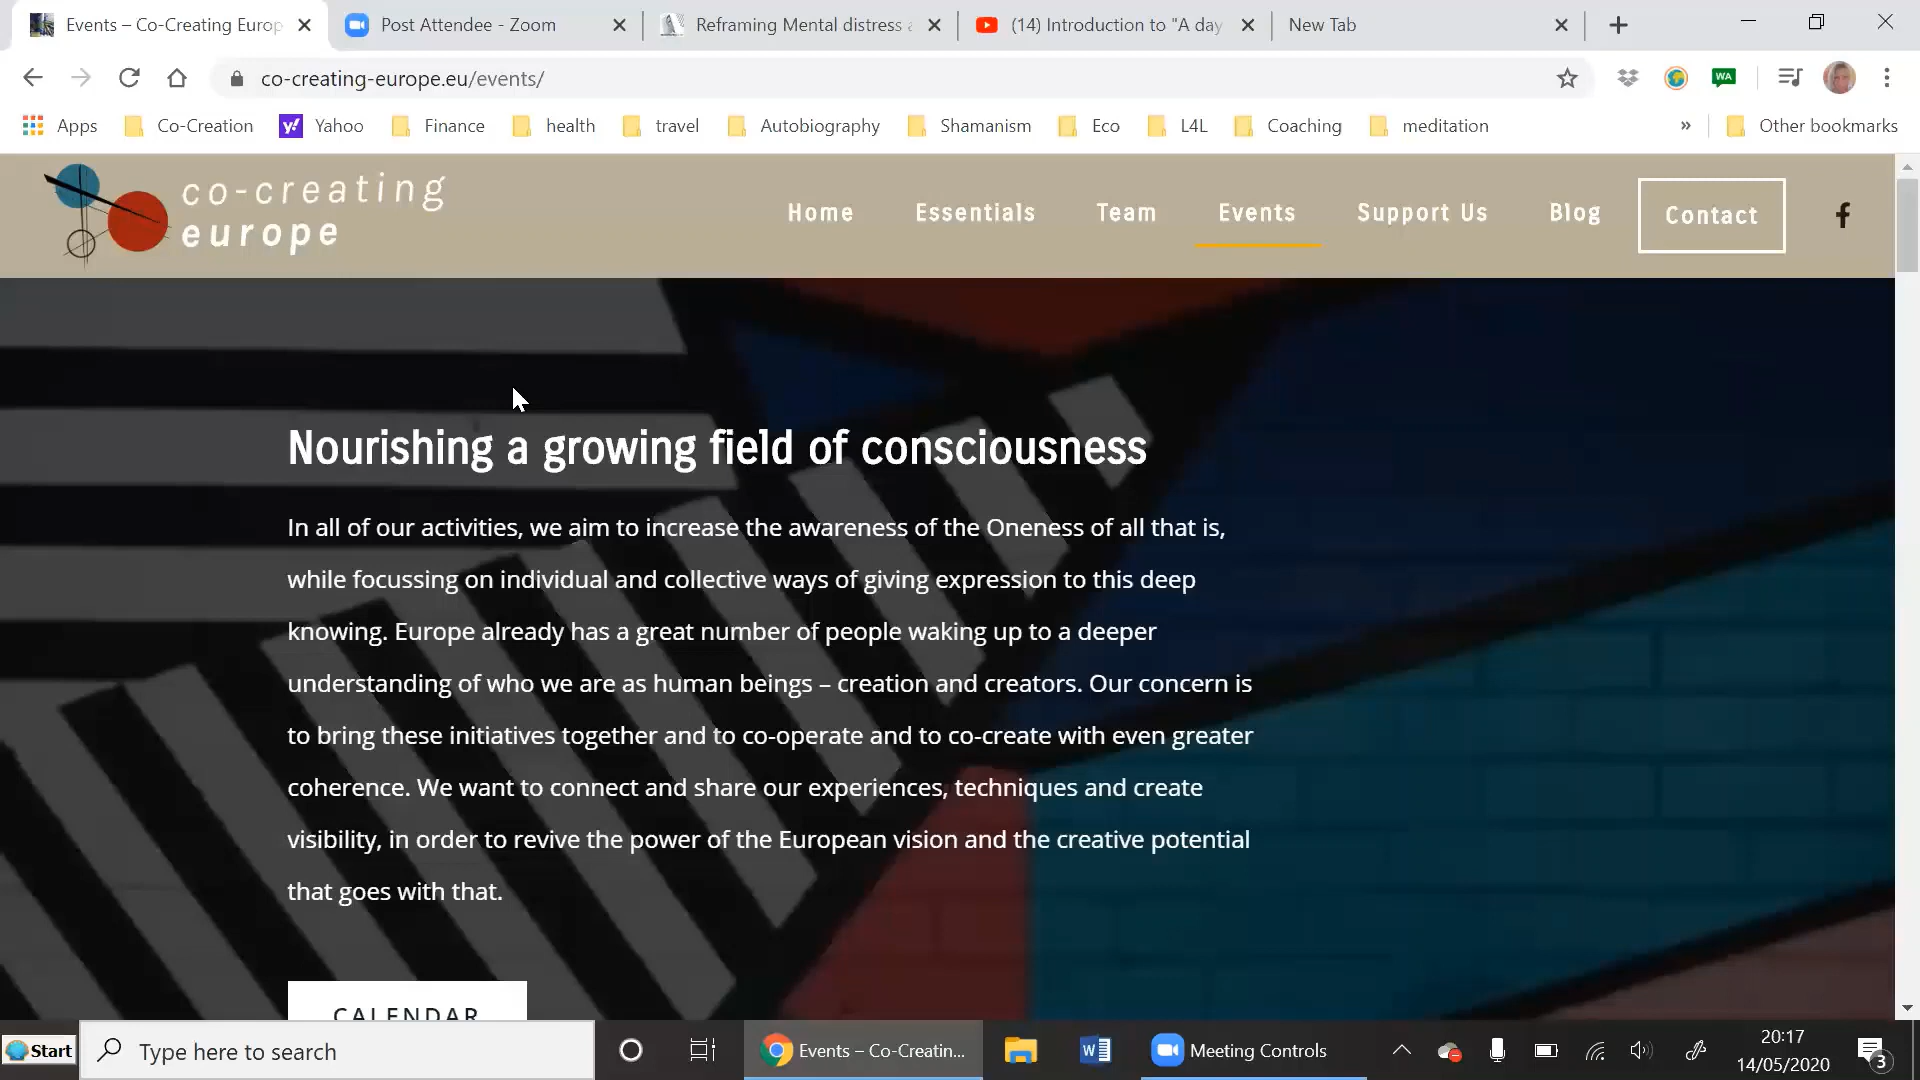 Events – Co-Creating Europ
Post Attendee - Zoom
Reframing Mental distress a
(14) Introduction to "A day
New Tab
co-creating-europe.eu/events/
WA
Apps
Co-Creation
Yahoo
Finance
health
travel
Autobiography
Shamanism
Eco
L4L
Coaching
meditation
»
Other bookmarks
co-creating
europe
Home
Essentials
Team
Events
Support Us
Blog
Contact
Nourishing a growing field of consciousness
In all of our activities, we aim to increase the awareness of the Oneness of all that is,
while focussing on individual and collective ways of giving expression to this deep
knowing. Europe already has a great number of people waking up to a deeper
understanding of who we are as human beings – creation and creators. Our concern is
to bring these initiatives together and to co-operate and to co-create with even greater
coherence. We want to connect and share our experiences, techniques and create
visibility, in order to revive the power of the European vision and the creative potential
that goes with that.
CALENDAR
Start
Type here to search
Events – Co-Creatin...
Meeting Controls
20:17
14/05/2020
3